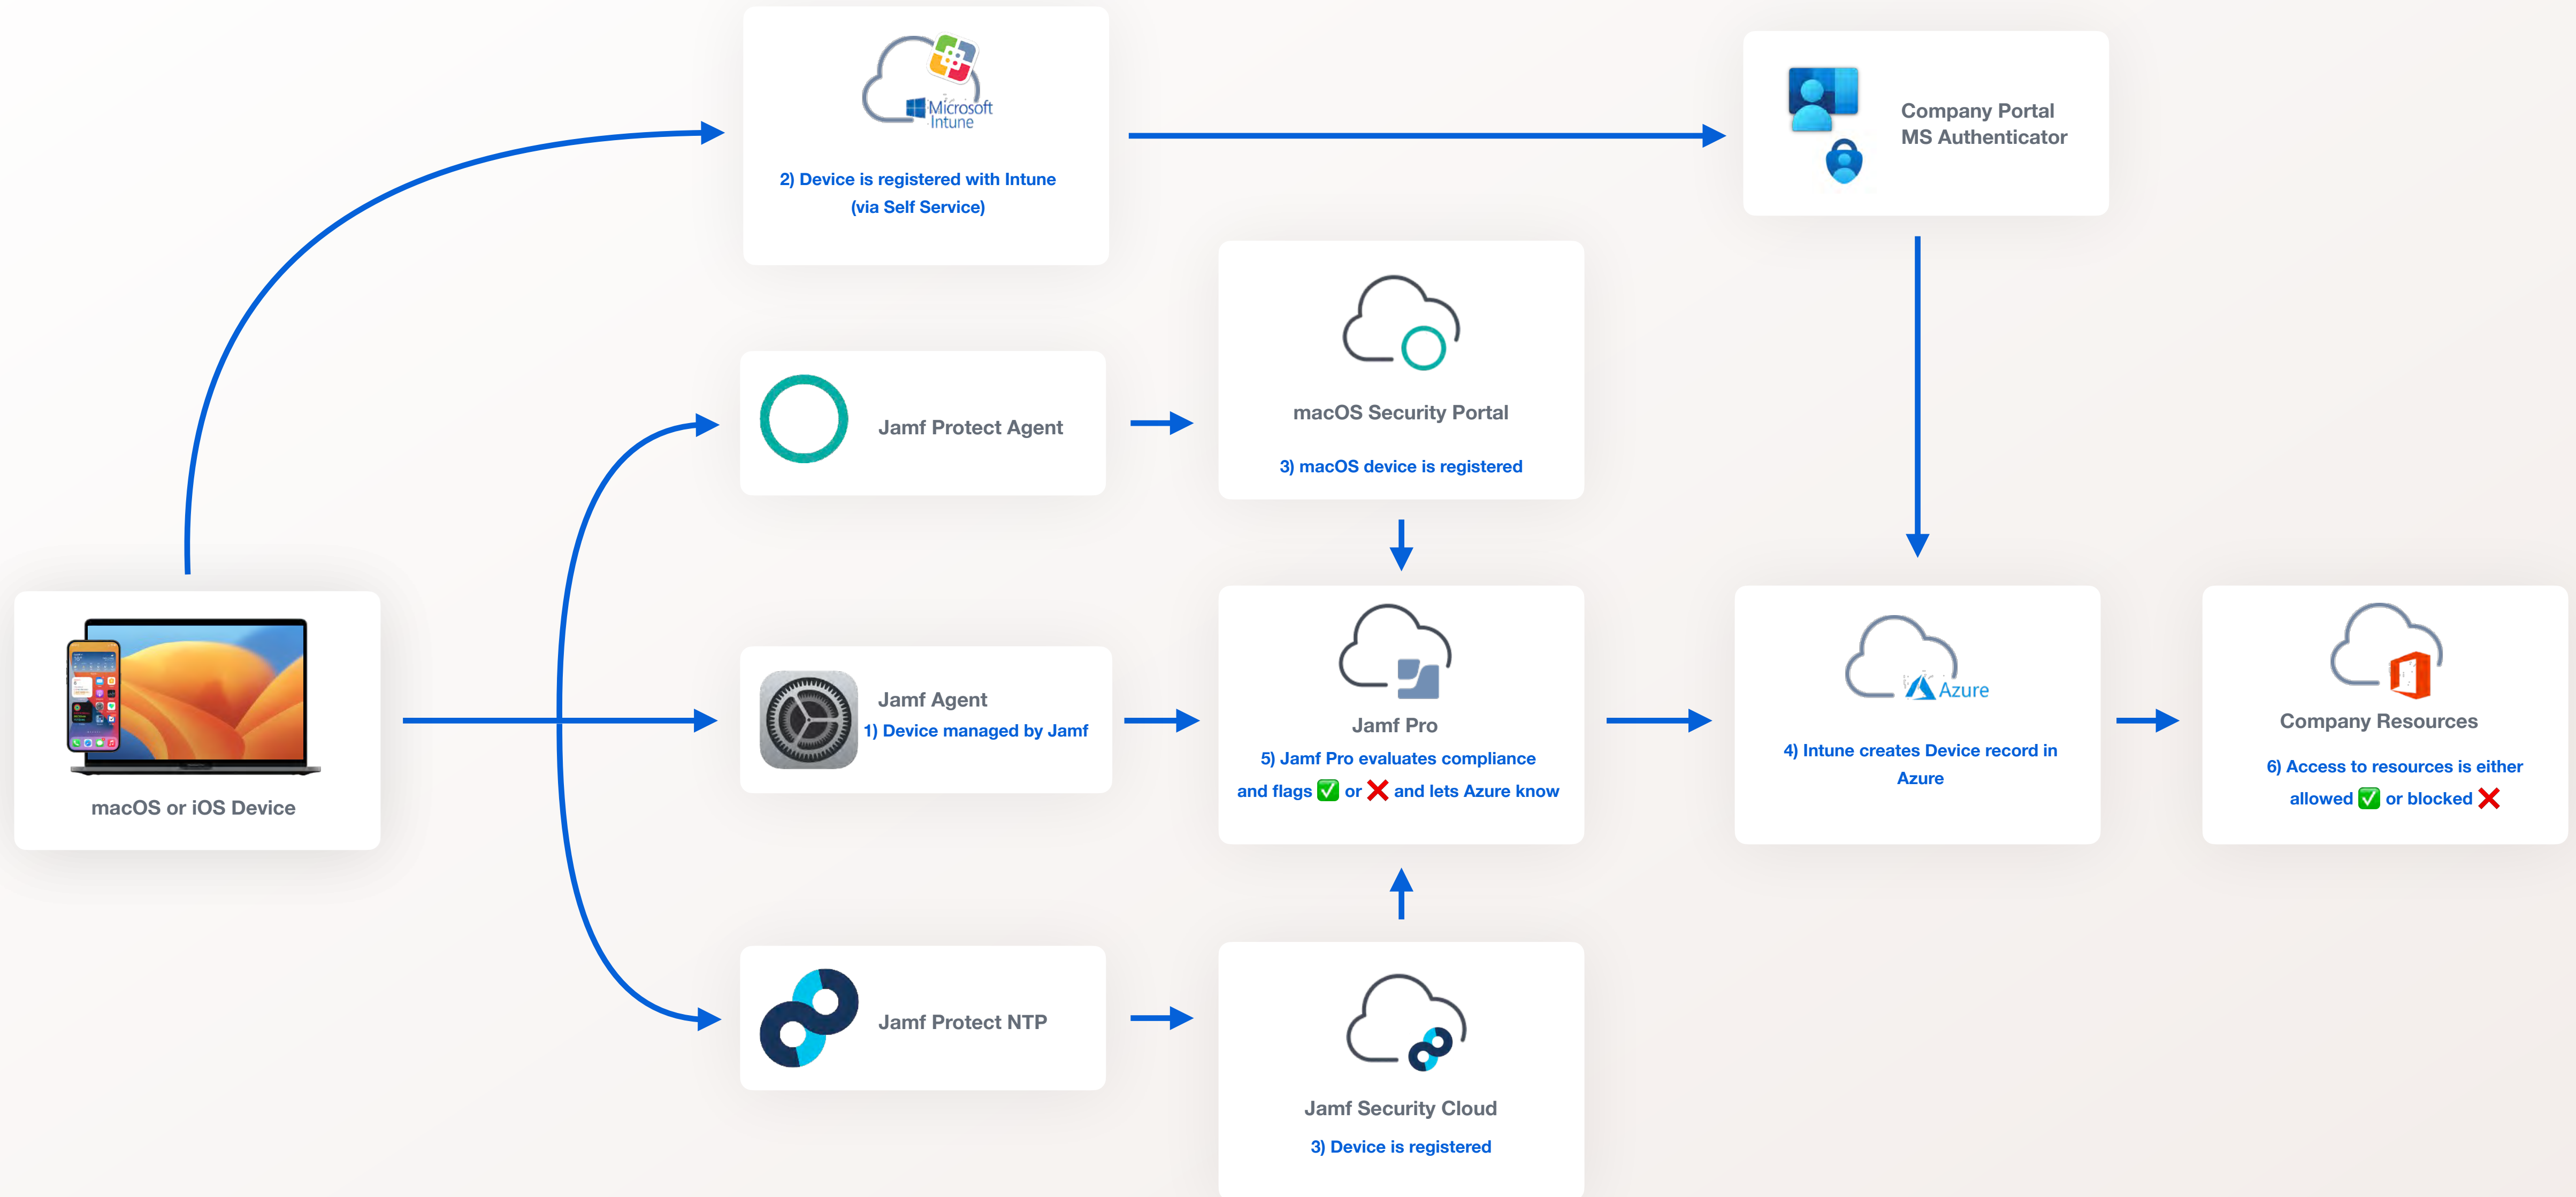 Microsoft
Intune
2) Device is registered with Intune
(via Self Service)
Company Portal
MS Authenticator
Jamf Protect Agent
macOS Security Portal
3) macOS device is registered
macOS or iOS Device
Jamf Agent
1) Device managed by Jamf
Jamf Pro
5) Jamf Pro evaluates compliance
and flags ✅ or ❌ and lets Azure know
Azure
4) Intune creates Device record in
Azure
Company Resources
6) Access to resources is either
allowed ✅ or blocked ❌
Jamf Protect NTP
Jamf Security Cloud
3) Device is registered